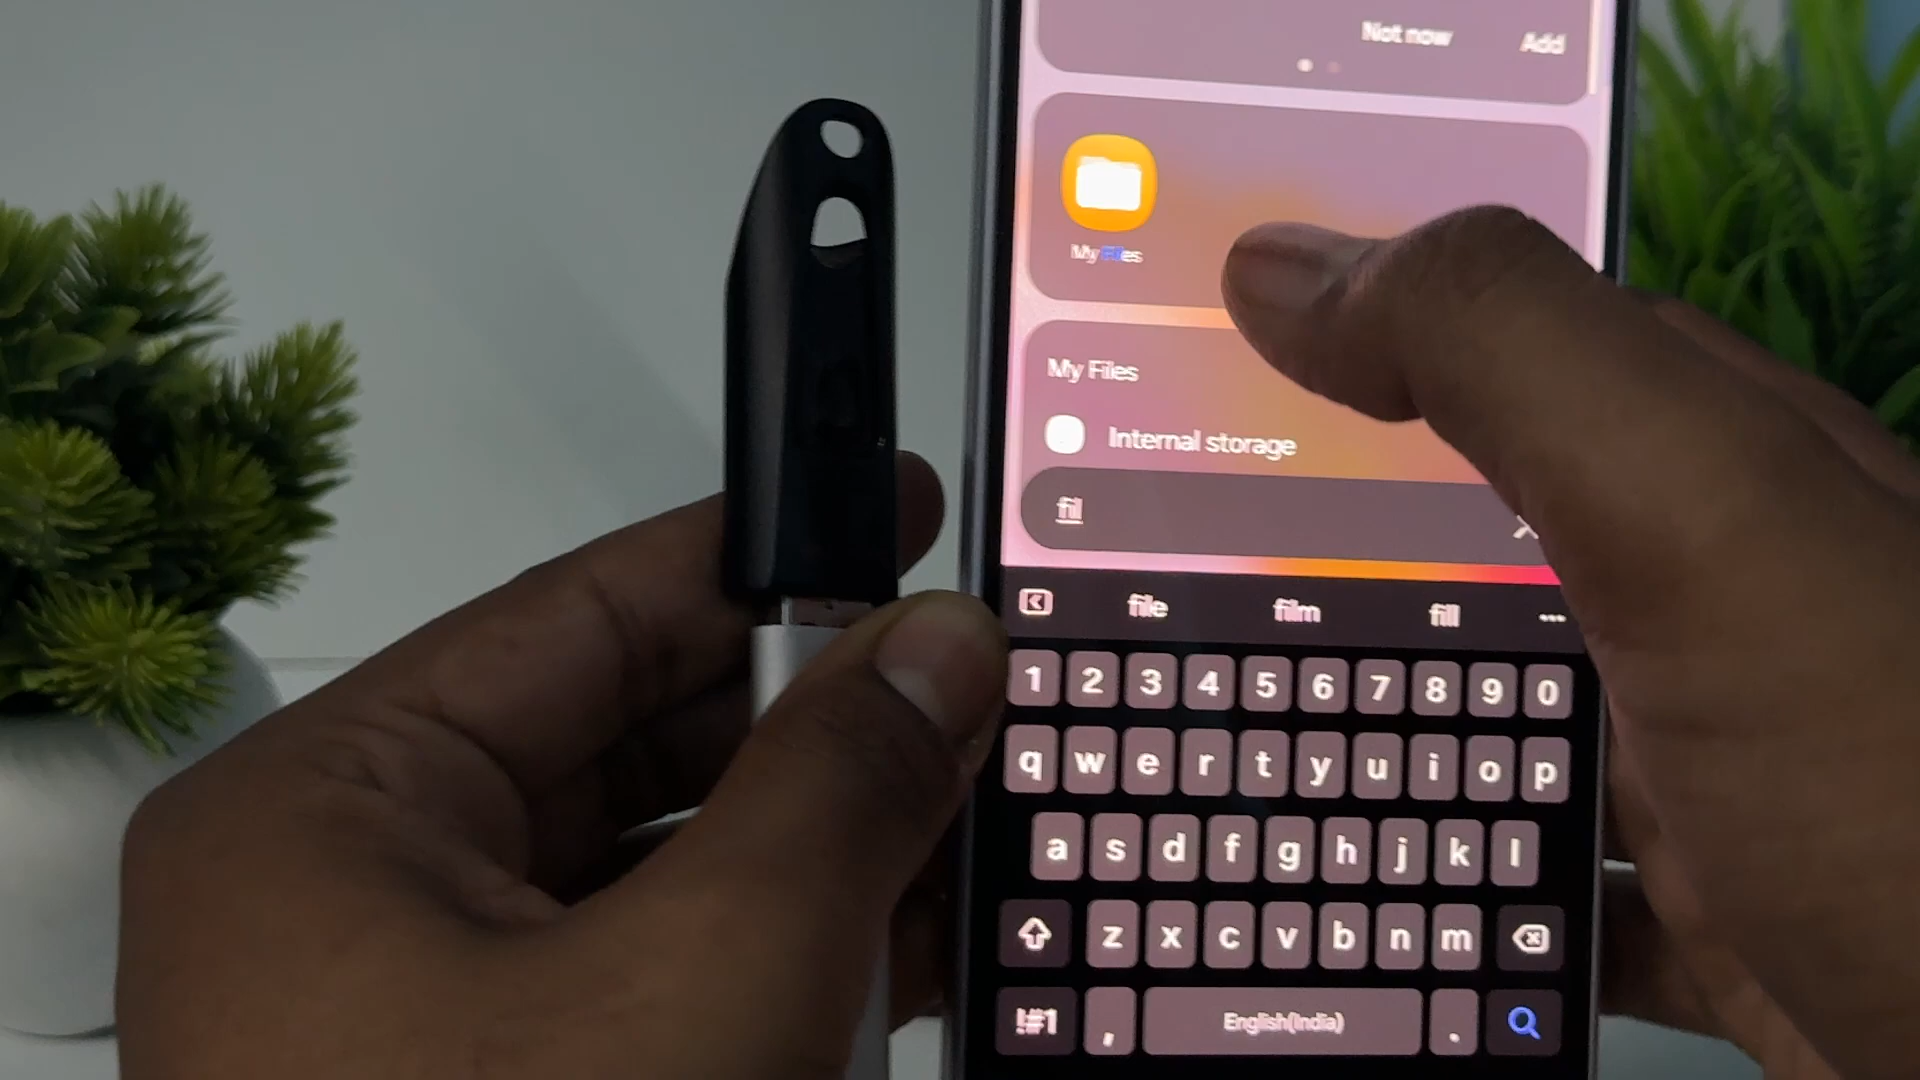 Not now Add
My Files
My Files
Internal storage
fil
file film fill ...
1 2 3 4 5 6 7 8 9 0
q w e r t y u i o p
a s d f g h j k l
z x c v b n m
!#1 , English(India) .